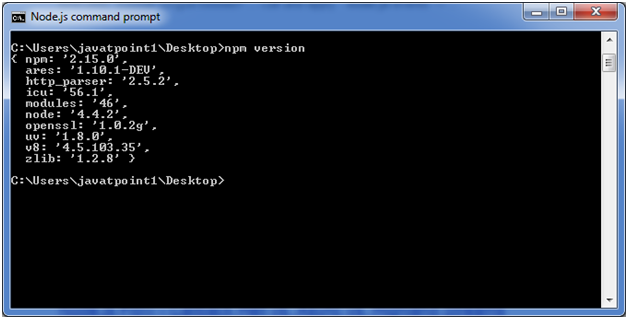 Node.js command prompt
C:\Users\javatpoint1\Desktop>npm version
{ npm: '2.15.0',
  ares: '1.10.1-DEV',
  http_parser: '2.5.2',
  icu: '56.1',
  modules: '46',
  node: '4.4.2',
  openssl: '1.0.2g',
  uv: '1.8.0',
  v8: '4.5.103.35',
  zlib: '1.2.8' }
C:\Users\javatpoint1\Desktop>